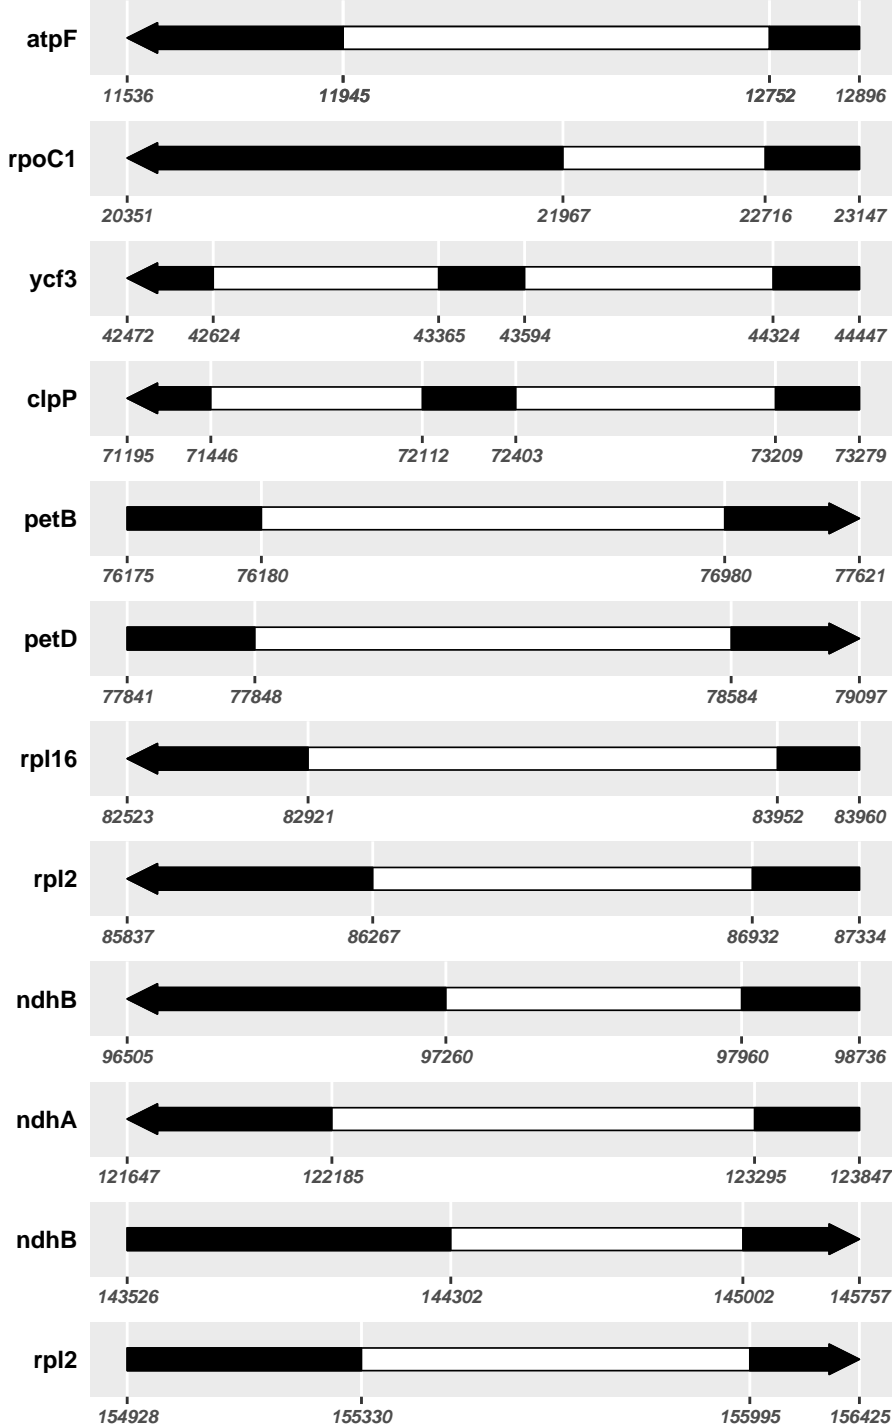 atpF
11536 11945 12752 12896
rpoC1
20351 21967 22716 23147
ycf3
42472 42624 43365 43594 44324 44447
clpP
71195 71446 72112 72403 73209 73279
petB
76175 76180 76980 77621
petD
77841 77848 78584 79097
rpl16
82523 82921 83952 83960
rpl2
85837 86267 86932 87334
ndhB
96505 97260 97960 98736
ndhA
121647 122185 123295 123847
ndhB
143526 144302 145002 145757
rpl2
154928 155330 155995 156425